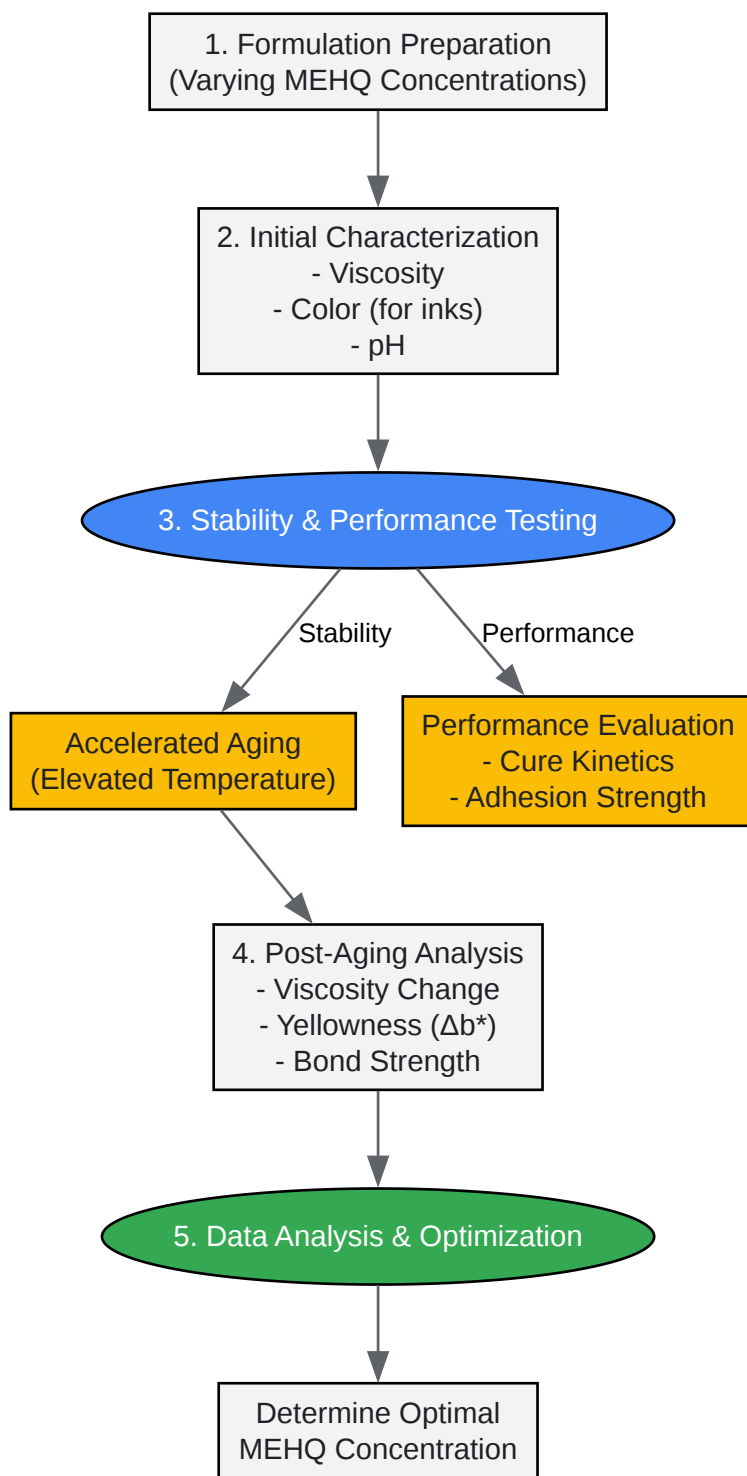 1. Formulation Preparation
(Varying MEHQ Concentrations)
2. Initial Characterization
- Viscosity
- Color (for inks)
- pH
3. Stability & Performance Testing
Stability
Performance
Accelerated Aging
(Elevated Temperature)
Performance Evaluation
- Cure Kinetics
- Adhesion Strength
4. Post-Aging Analysis
- Viscosity Change
- Yellowness (Δb*)
- Bond Strength
5. Data Analysis & Optimization
Determine Optimal
MEHQ Concentration